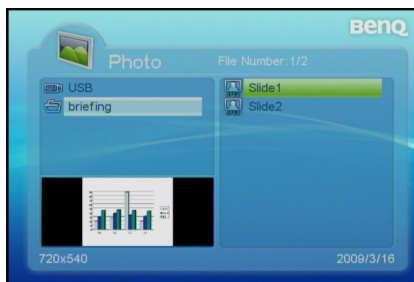 BenQ
Photo
File Number:1/2
USB
briefing
Slide1
Slide2
720x540
2009/3/16